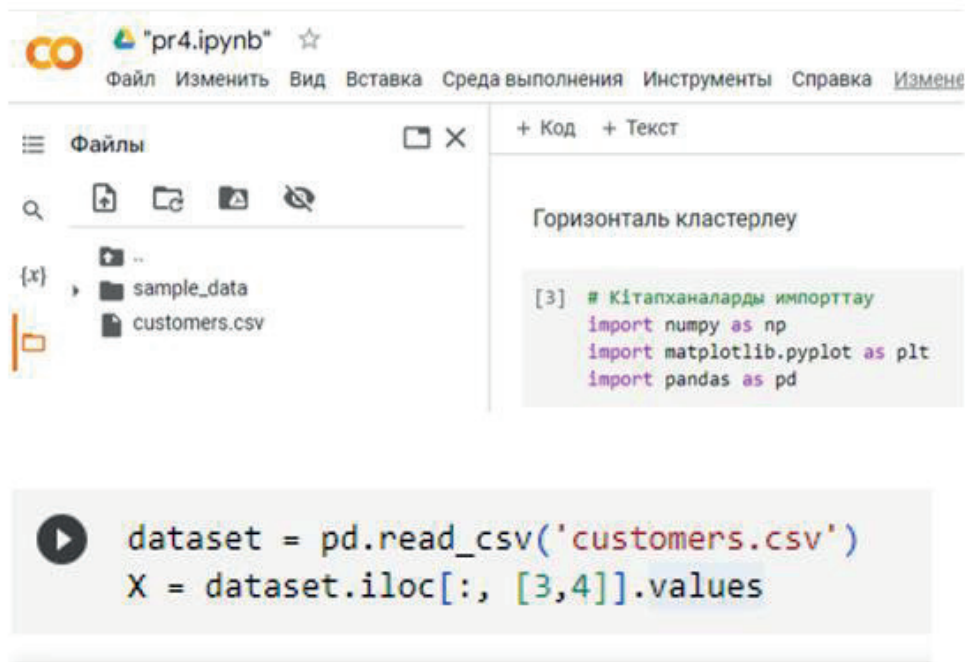 CO "pr4.ipynb"
Файл Изменить Вид Вставка Среда выполнения Инструменты Справка Измене
Файлы
+ Код + Текст
..
sample_data
customers.csv
{x}
Горизонталь кластерлеу
[3] # Кітапханаларды импорттау
import numpy as np
import matplotlib.pyplot as plt
import pandas as pd
dataset = pd.read_csv('customers.csv')
X = dataset.iloc[:, [3,4]].values